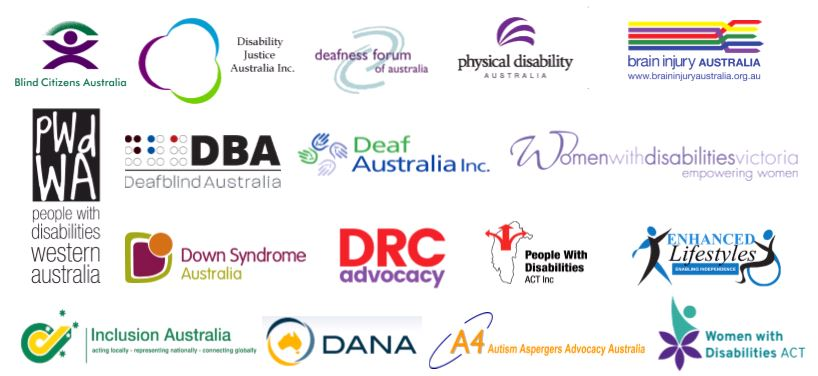 Blind Citizens Australia
Disability
Justice
Australia Inc.
deafness forum
of australia
physical disability
AUSTRALIA
brain injury AUSTRALIA
www.braininjuryaustralia.org.au
PWd
WA
people with
disabilities
western
australia
DBA
Deafblind Australia
Deaf
Australia Inc.
Womenwithdisabilitiesvictoria
empowering women
Down Syndrome
Australia
DRC
advocacy
People With
Disabilities
ACT Inc
ENHANCED
Lifestyles
ENABLING INDEPENDENCE
Inclusion Australia
acting locally - representing nationally - connecting globally
DANA
A4 Autism Aspergers Advocacy Australia
Women with
Disabilities ACT